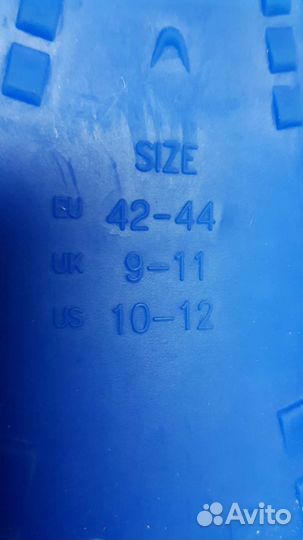 SIZE
EU 42-44
UK 9-11
US 10-12
Avito